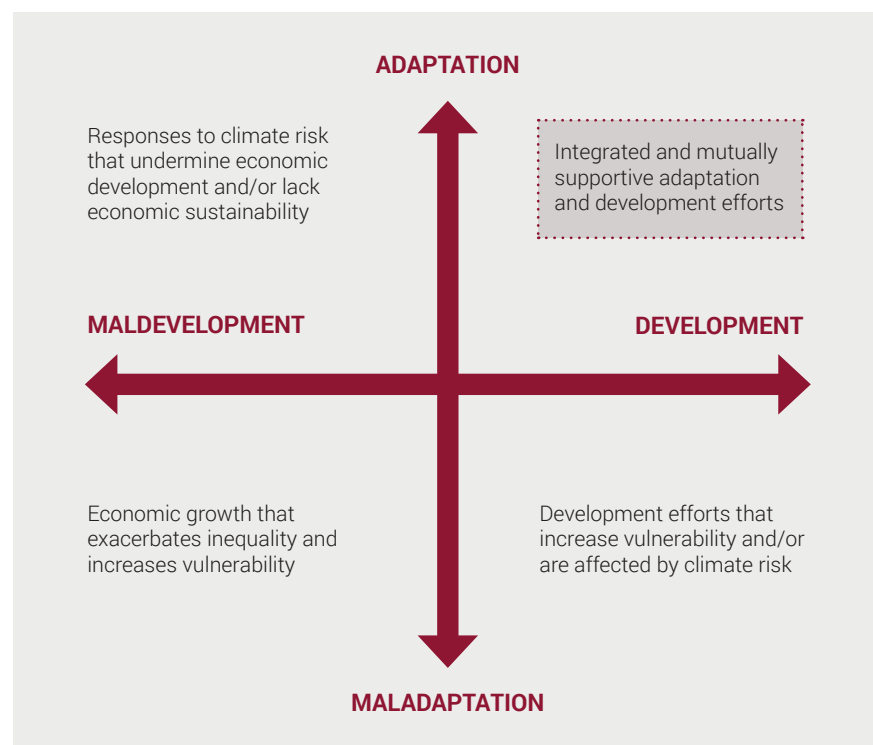 ADAPTATION
Responses to climate risk
that undermine economic
development and/or lack
economic sustainability
Integrated and mutually
supportive adaptation
and development efforts
MALDEVELOPMENT
DEVELOPMENT
Economic growth that
exacerbates inequality and
increases vulnerability
Development efforts that
increase vulnerability and/or
are affected by climate risk
MALADAPTATION